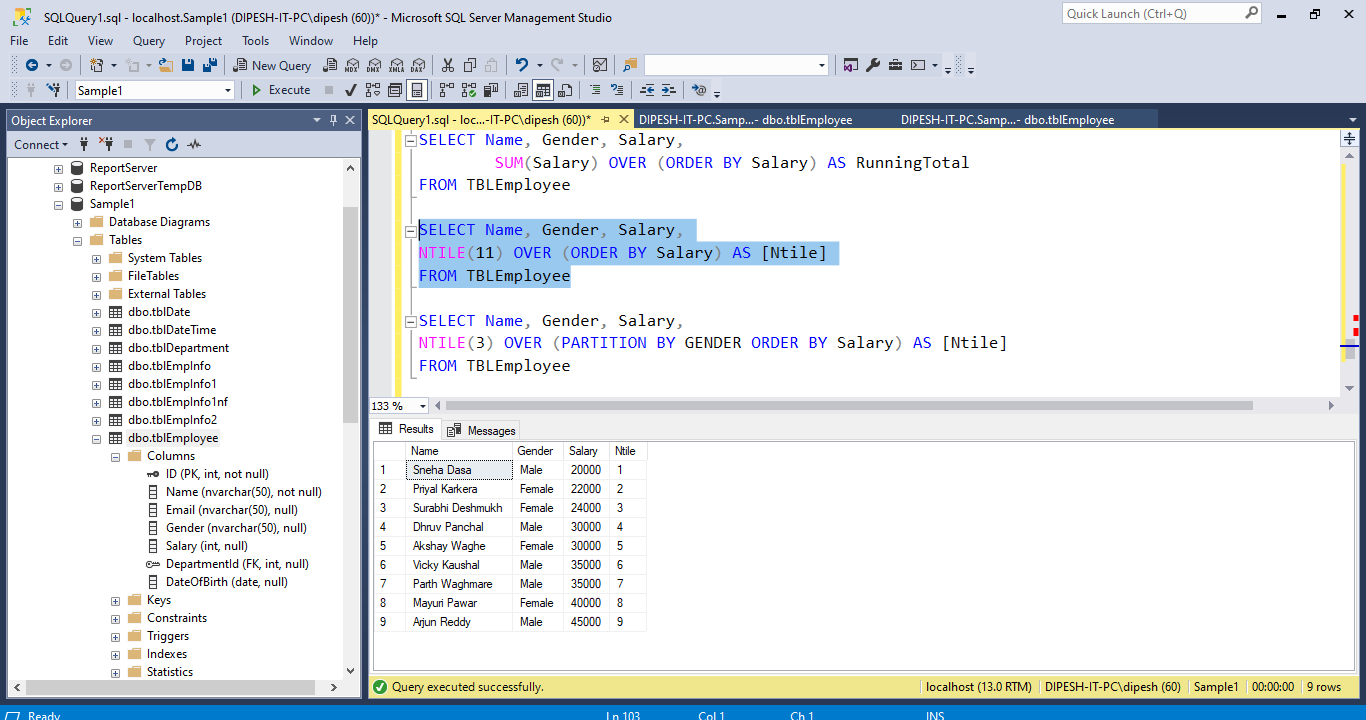 SQLQuery1.sql - localhost.Sample1 (DIPESH-IT-PC\dipesh (60))* - Microsoft SQL Server Management Studio
Quick Launch (Ctrl+Q)
File Edit View Query Project Tools Window Help
New Query MDX DMX XMLA DAX
Sample1 Execute
Object Explorer
Connect
ReportServer
ReportServerTempDB
Sample1
Database Diagrams
Tables
System Tables
FileTables
External Tables
dbo.tblDate
dbo.tblDateTime
dbo.tblDepartment
dbo.tblEmpInfo
dbo.tblEmpInfo1
dbo.tblEmpInfo1nf
dbo.tblEmpInfo2
dbo.tblEmployee
Columns
ID (PK, int, not null)
Name (nvarchar(50), not null)
Email (nvarchar(50), null)
Gender (nvarchar(50), null)
Salary (int, null)
DepartmentId (FK, int, null)
DateOfBirth (date, null)
Keys
Constraints
Triggers
Indexes
Statistics
SQLQuery1.sql - loc...-IT-PC\dipesh (60))* DIPESH-IT-PC.Samp...- dbo.tblEmployee DIPESH-IT-PC.Samp...- dbo.tblEmployee
SELECT Name, Gender, Salary,
SUM(Salary) OVER (ORDER BY Salary) AS RunningTotal
FROM TBLEmployee
SELECT Name, Gender, Salary,
NTILE(11) OVER (ORDER BY Salary) AS [Ntile]
FROM TBLEmployee
SELECT Name, Gender, Salary,
NTILE(3) OVER (PARTITION BY GENDER ORDER BY Salary) AS [Ntile]
FROM TBLEmployee
133 %
Results Messages
Name Gender Salary Ntile
1 Sneha Dasa Male 20000 1
2 Priyal Karkera Female 22000 2
3 Surabhi Deshmukh Female 24000 3
4 Dhruv Panchal Male 30000 4
5 Akshay Waghe Female 30000 5
6 Vicky Kaushal Male 35000 6
7 Parth Waghmare Male 35000 7
8 Mayuri Pawar Female 40000 8
9 Arjun Reddy Male 45000 9
Query executed successfully. localhost (13.0 RTM) DIPESH-IT-PC\dipesh (60) Sample1 00:00:00 9 rows
Ready Ln 103 Col 1 Ch 1 INS